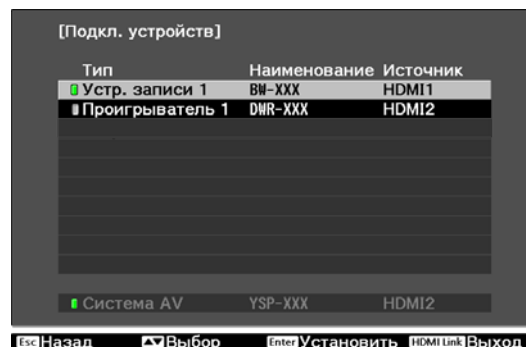 [Подкл. устройств]
Тип Наименование Источник
Устр. записи 1 BW-XXX HDMI1
Проигрыватель 1 DWR-XXX HDMI2
Система AV YSP-XXX HDMI2
Esc Назад Выбор Enter Установить HDMI Link Выход